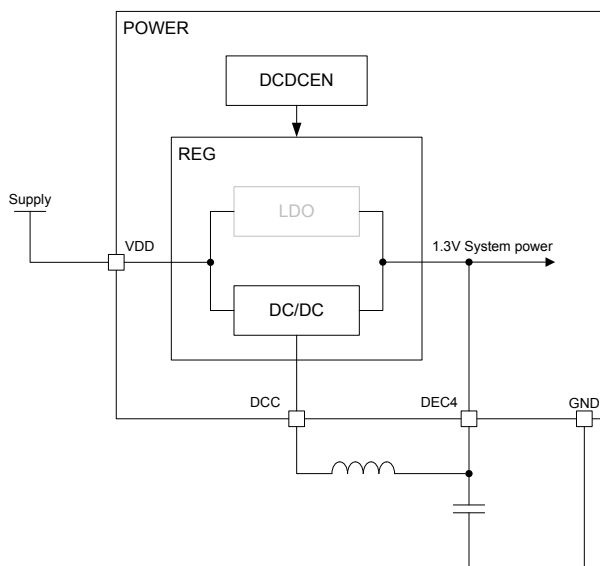 POWER
DCDCEN
REG
Supply
LDO
VDD
1.3V System power
DC/DC
DCC
DEC4
GND